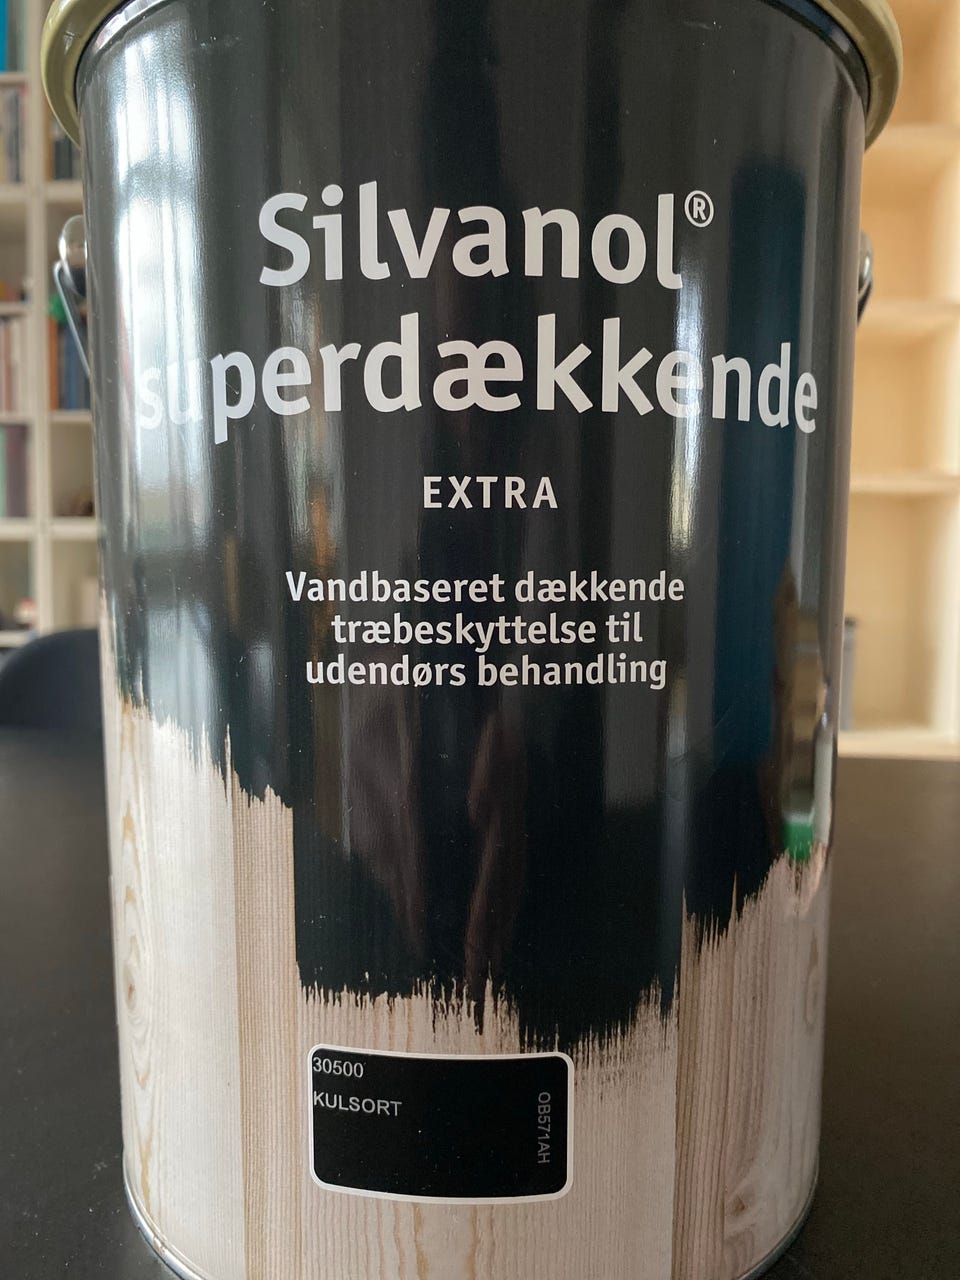 Silvanol®
superdækkende
EXTRA
Vandbaseret dækkende
træbeskyttelse til
udendørs behandling
30500
KULSORT
OB571AH